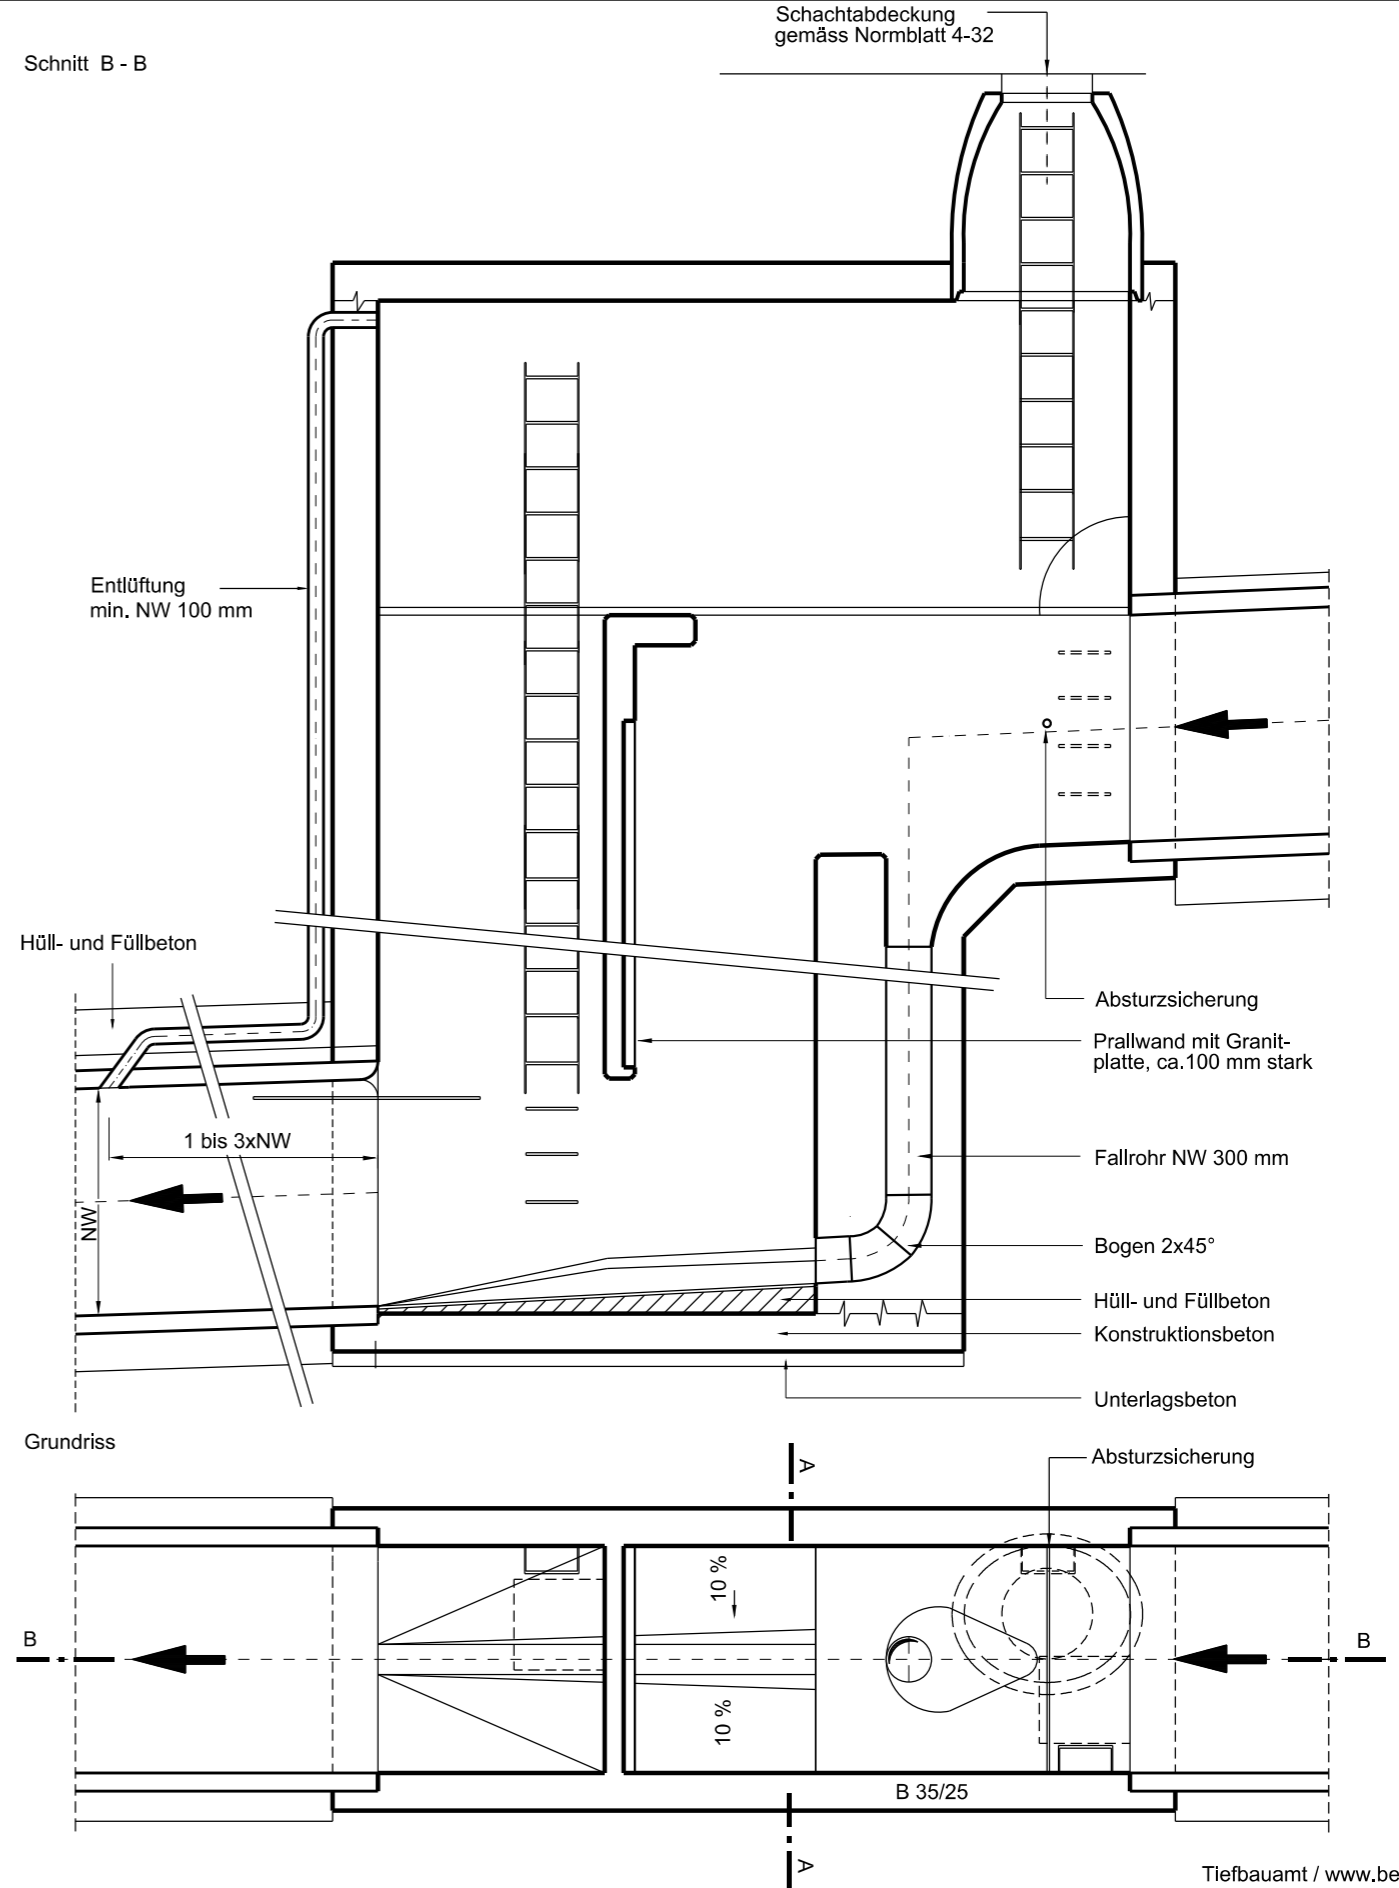 Schachtabdeckung
gemäss Normblatt 4-32
Schnitt B - B
Entlüftung
min. NW 100 mm
Hüll- und Füllbeton
1 bis 3xNW
NW
Absturzsicherung
Prallwand mit Granit-
platte, ca.100 mm stark
Fallrohr NW 300 mm
Bogen 2x45°
Hüll- und Füllbeton
Konstruktionsbeton
Unterlagsbeton
Grundriss
A
Absturzsicherung
10 %
B
B
10 %
B 35/25
A
Tiefbauamt / www.be